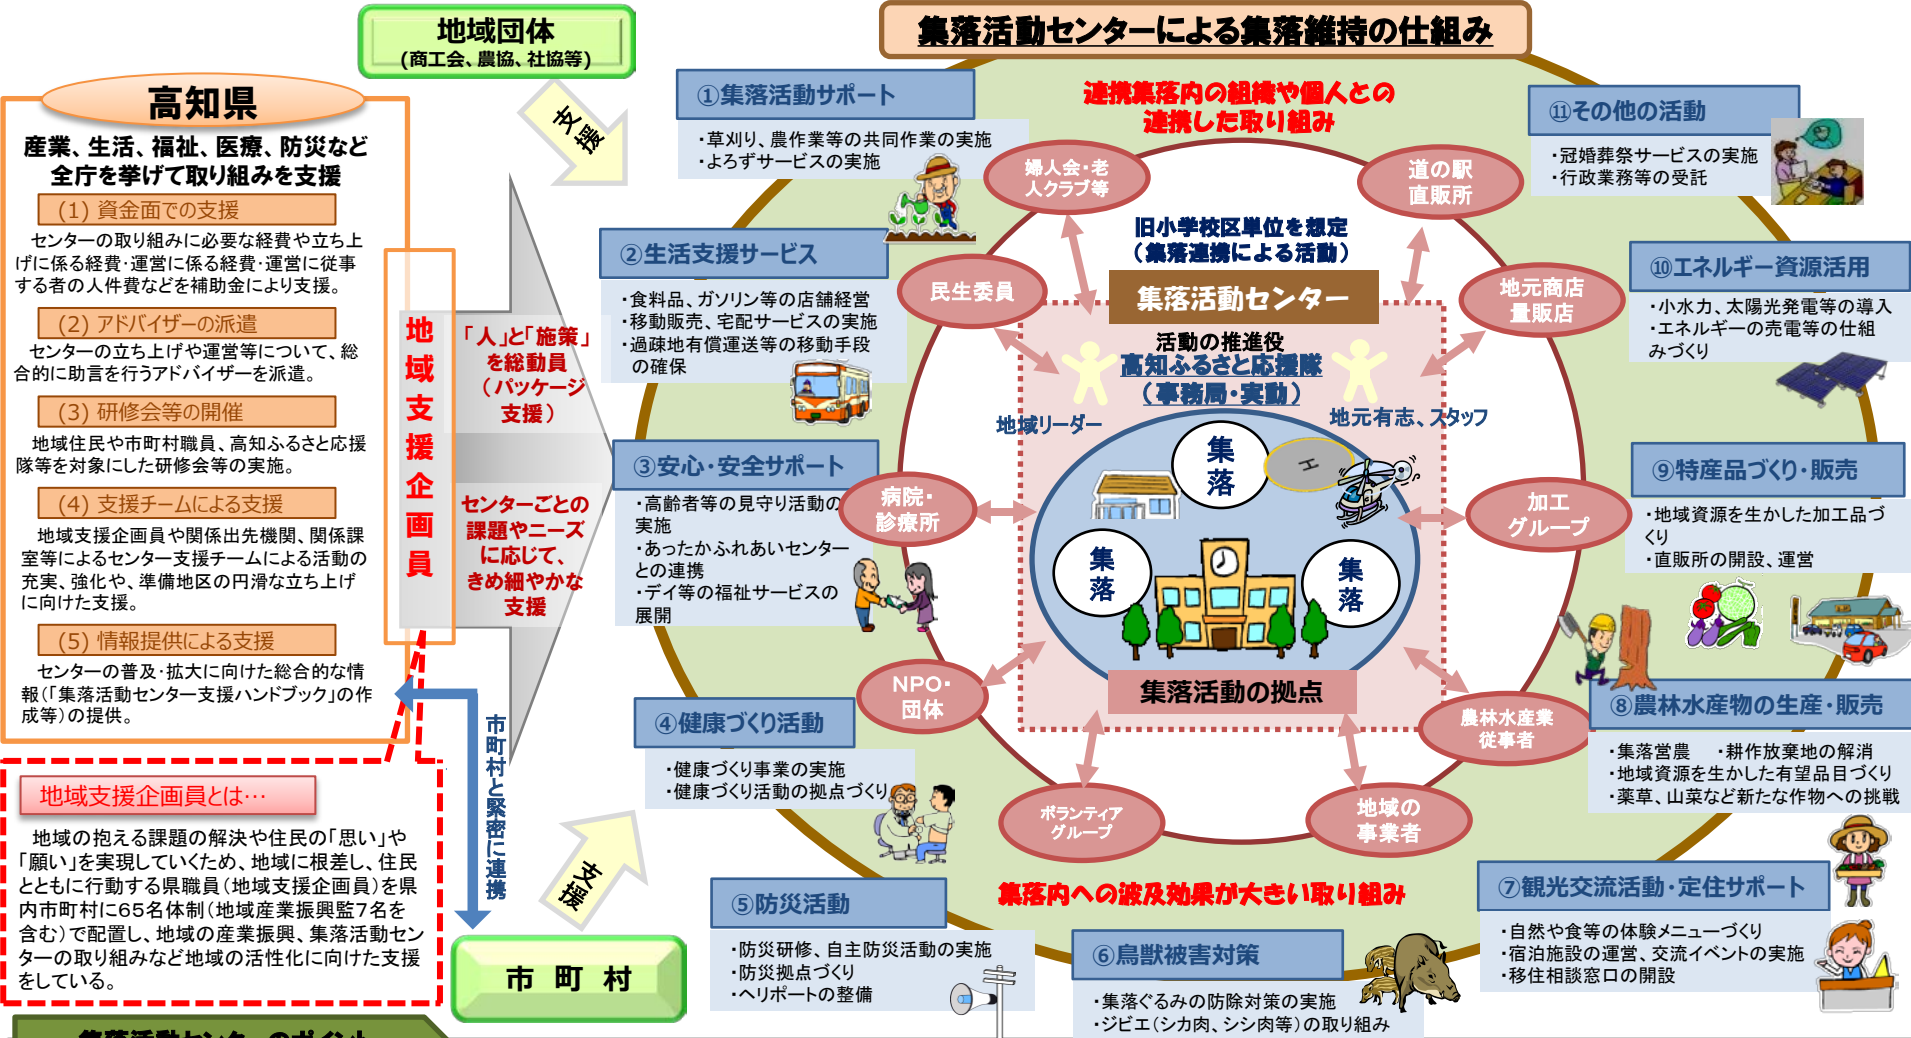 集落活動センターによる集落維持の仕組み
地域団体
(商工会、農協、社協等)
支援
高知県
産業、生活、福祉、医療、防災など
全庁を挙げて取り組みを支援
(1) 資金面での支援
センターの取り組みに必要な経費や立ち上
げに係る経費・運営に係る経費・運営に従事
する者の人件費などを補助金により支援。
(2) アドバイザーの派遣
センターの立ち上げや運営等について、総
合的に助言を行うアドバイザーを派遣。
(3) 研修会等の開催
地域住民や市町村職員、高知ふるさと応援
隊等を対象にした研修会等の実施。
(4) 支援チームによる支援
地域支援企画員や関係出先機関、関係課
室等によるセンター支援チームによる活動の
充実、強化や、準備地区の円滑な立ち上げ
に向けた支援。
(5) 情報提供による支援
センターの普及・拡大に向けた総合的な情
報(「集落活動センター支援ハンドブック」の作
成等)の提供。
地域支援企画員
「人」と「施策」
を総動員
(パッケージ
支援)
センターごとの
課題やニーズ
に応じて、
きめ細やかな
支援
市町村と緊密に連携
地域支援企画員とは…
地域の抱える課題の解決や住民の「思い」や
「願い」を実現していくため、地域に根差し、住民
とともに行動する県職員(地域支援企画員)を県
内市町村に65名体制(地域産業振興監7名を
含む)で配置し、地域の産業振興、集落活動セン
ターの取り組みなど地域の活性化に向けた支援
をしている。
支援
市 町 村
集落活動センターのポイント
①集落活動サポート
・草刈り、農作業等の共同作業の実施
・よろずサービスの実施
②生活支援サービス
・食料品、ガソリン等の店舗経営
・移動販売、宅配サービスの実施
・過疎地有償運送等の移動手段
の確保
③安心・安全サポート
・高齢者等の見守り活動の
実施
・あったかふれあいセンター
との連携
・デイ等の福祉サービスの
展開
④健康づくり活動
・健康づくり事業の実施
・健康づくり活動の拠点づくり
⑤防災活動
・防災研修、自主防災活動の実施
・防災拠点づくり
・ヘリポートの整備
⑥鳥獣被害対策
・集落ぐるみの防除対策の実施
・ジビエ(シカ肉、シシ肉等)の取り組み
⑦観光交流活動・定住サポート
・自然や食等の体験メニューづくり
・宿泊施設の運営、交流イベントの実施
・移住相談窓口の開設
⑧農林水産物の生産・販売
・集落営農 ・耕作放棄地の解消
・地域資源を生かした有望品目づくり
・薬草、山菜など新たな作物への挑戦
⑨特産品づくり・販売
・地域資源を生かした加工品づ
くり
・直販所の開設、運営
⑩エネルギー資源活用
・小水力、太陽光発電等の導入
・エネルギーの売電等の仕組
みづくり
⑪その他の活動
・冠婚葬祭サービスの実施
・行政業務等の受託
連携集落内の組織や個人との
連携した取り組み
婦人会・老
人クラブ等
道の駅
直販所
民生委員
地元商店
量販店
病院・
診療所
加工
グループ
NPO・
団体
農林水産業
従事者
ボランティア
グループ
地域の
事業者
旧小学校区単位を想定
(集落連携による活動)
集落活動センター
活動の推進役
高知ふるさと応援隊
(事務局・実動)
地域リーダー
地元有志、スタッフ
集落
H
集落
集落
集落活動の拠点
集落内への波及効果が大きい取り組み